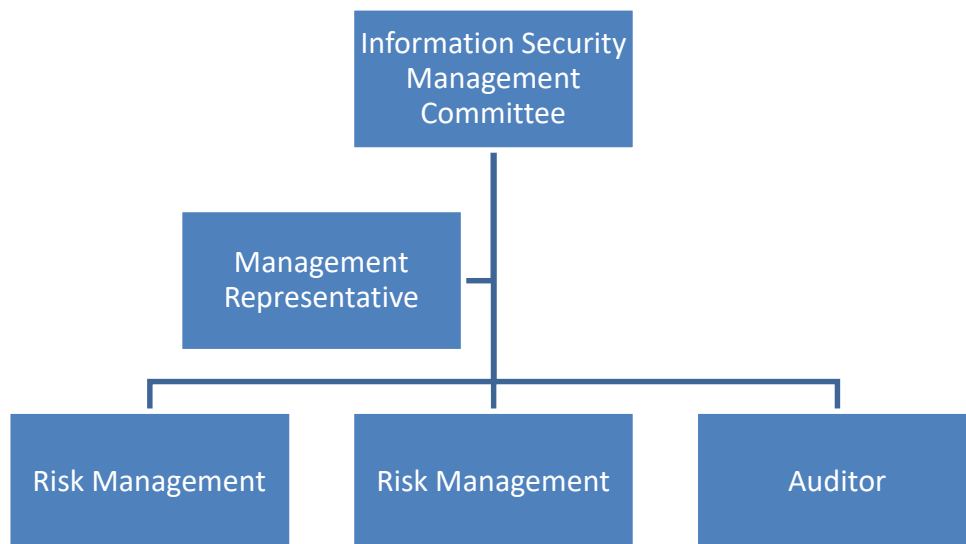 Information Security
Management
Committee
Management
Representative
Risk Management
Risk Management
Auditor